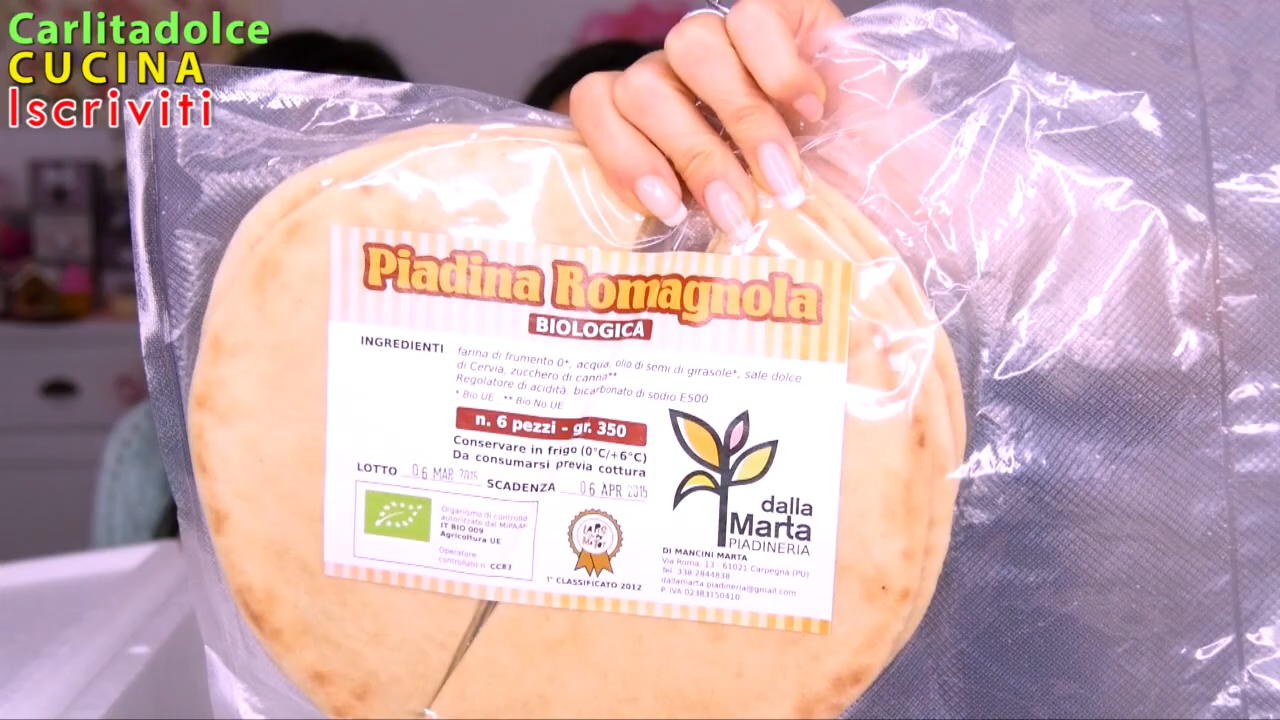 Carlitadolce
CUCINA
Iscriviti
Piadina Romagnola
BIOLOGICA
INGREDIENTI
farina di frumento 0*, acqua, olio di semi di girasole*, sale dolce
di Cervia, zucchero di canna**
Regolatore di acidità: bicarbonato di sodio E500
* Bio UE ** Bio No UE
n. 6 pezzi - gr. 350
Conservare in frigo (0°C/+6°C)
Da consumarsi previa cottura
LOTTO 06 MAR 2015 SCADENZA 06 APR 2015
Organismo di controllo
autorizzato dal MiPAAF
IT BIO 009
Agricoltura UE
Operatore
controllato n. CC83
1° CLASSIFICATO 2012
dalla
Marta
PIADINERIA
DI MANCINI MARTA
Via Roma, 13 - 61021 Carpegna (PU)
Tel. 338 2844838
dallamarta.piadineria@gmail.com
P. IVA 02383150410